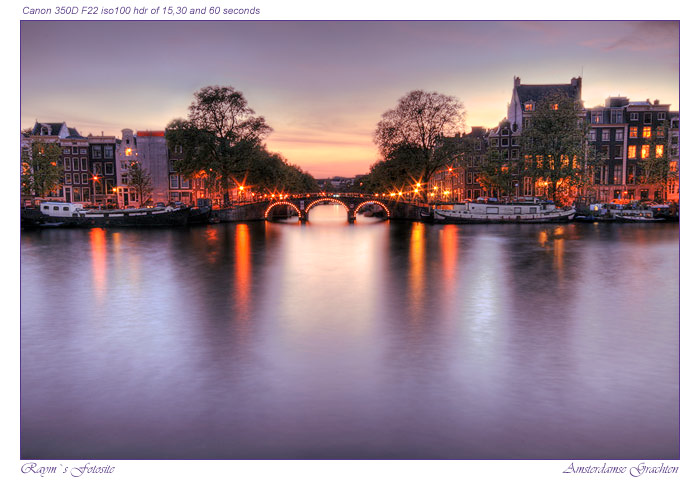 Canon 350D F22 iso100 hdr of 15,30 and 60 seconds
Raym`s Fotosite
Amsterdamse Grachten